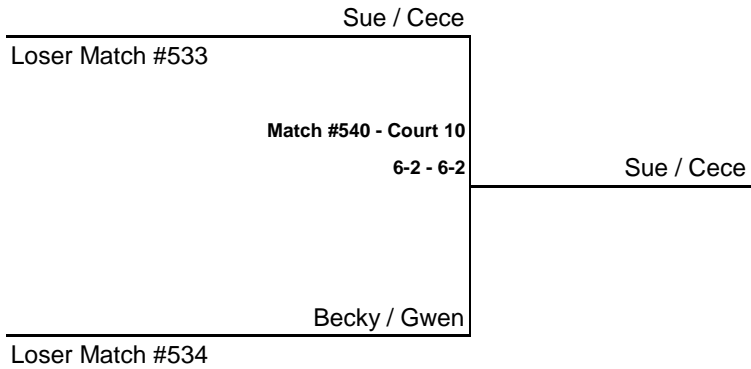 Sue / Cece
Loser Match #533
Match #540 - Court 10
6-2 - 6-2
Sue / Cece
Becky / Gwen
Loser Match #534